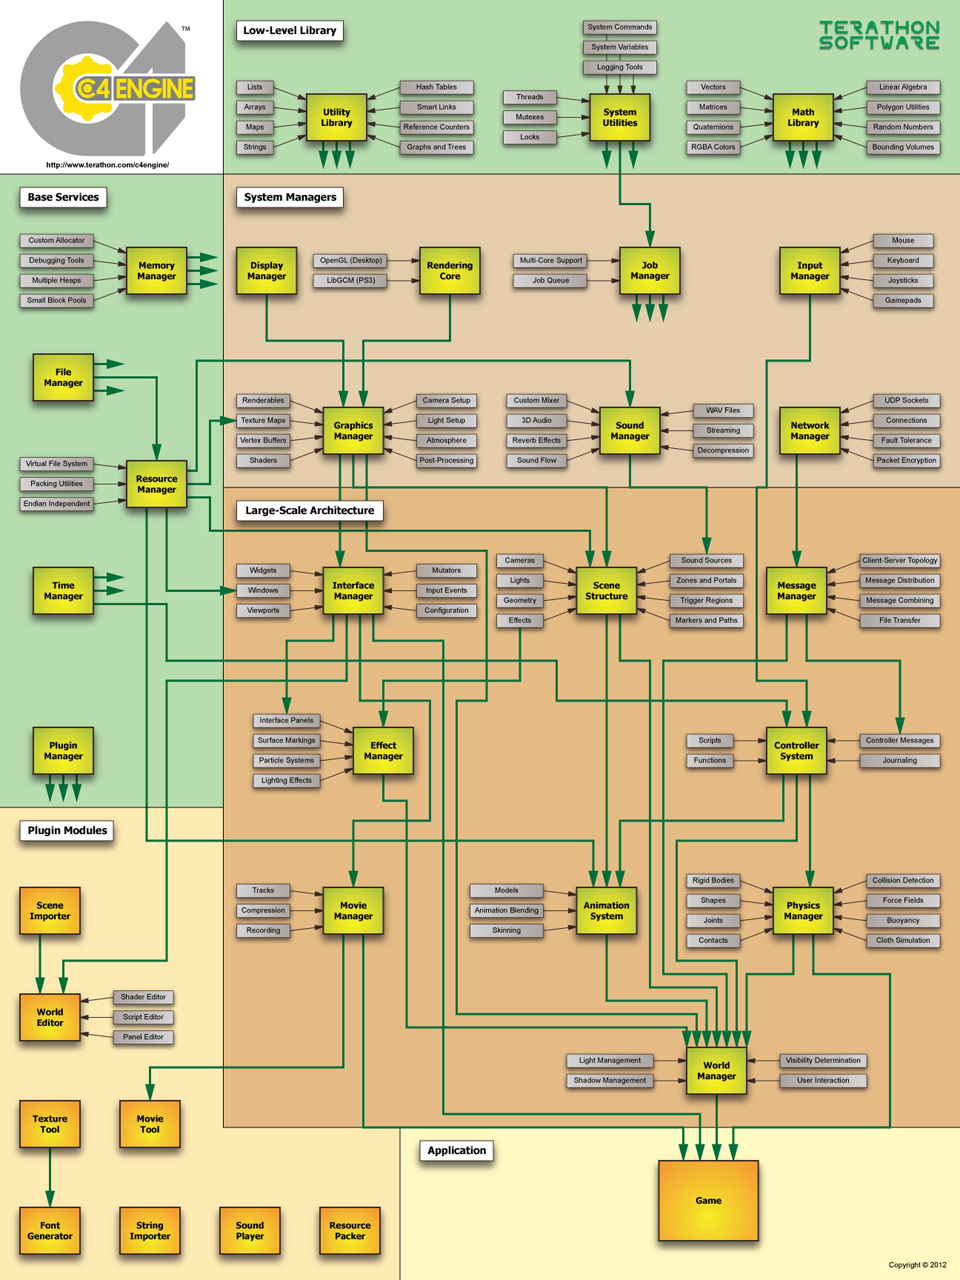 TM
C4 ENGINE
http://www.terathon.com/c4engine/
Low-Level Library
TERATHON
SOFTWARE
System Commands
System Variables
Logging Tools
Lists
Arrays
Maps
Strings
Utility
Library
Hash Tables
Smart Links
Reference Counters
Graphs and Trees
Threads
Mutexes
Locks
System
Utilities
Vectors
Matrices
Quaternions
RGBA Colors
Math
Library
Linear Algebra
Polygon Utilities
Random Numbers
Bounding Volumes
Base Services
Custom Allocator
Debugging Tools
Multiple Heaps
Small Block Pools
Memory
Manager
File
Manager
Virtual File System
Packing Utilities
Endian Independent
Resource
Manager
Time
Manager
Plugin
Manager
System Managers
Display
Manager
OpenGL (Desktop)
LibGCM (PS3)
Rendering
Core
Multi-Core Support
Job Queue
Job
Manager
Input
Manager
Mouse
Keyboard
Joysticks
Gamepads
Renderables
Texture Maps
Vertex Buffers
Shaders
Graphics
Manager
Camera Setup
Light Setup
Atmosphere
Post-Processing
Custom Mixer
3D Audio
Reverb Effects
Sound Flow
Sound
Manager
WAV Files
Streaming
Decompression
Network
Manager
UDP Sockets
Connections
Fault Tolerance
Packet Encryption
Large-Scale Architecture
Widgets
Windows
Viewports
Interface
Manager
Mutators
Input Events
Configuration
Cameras
Lights
Geometry
Effects
Scene
Structure
Sound Sources
Zones and Portals
Trigger Regions
Markers and Paths
Message
Manager
Client-Server Topology
Message Distribution
Message Combining
File Transfer
Interface Panels
Surface Markings
Particle Systems
Lighting Effects
Effect
Manager
Scripts
Functions
Controller
System
Controller Messages
Journaling
Tracks
Compression
Recording
Movie
Manager
Models
Animation Blending
Skinning
Animation
System
Rigid Bodies
Shapes
Joints
Contacts
Physics
Manager
Collision Detection
Force Fields
Buoyancy
Cloth Simulation
Light Management
Shadow Management
World
Manager
Visibility Determination
User Interaction
Plugin Modules
Scene
Importer
World
Editor
Shader Editor
Script Editor
Panel Editor
Texture
Tool
Movie
Tool
Font
Generator
String
Importer
Sound
Player
Resource
Packer
Application
Game
Copyright © 2012